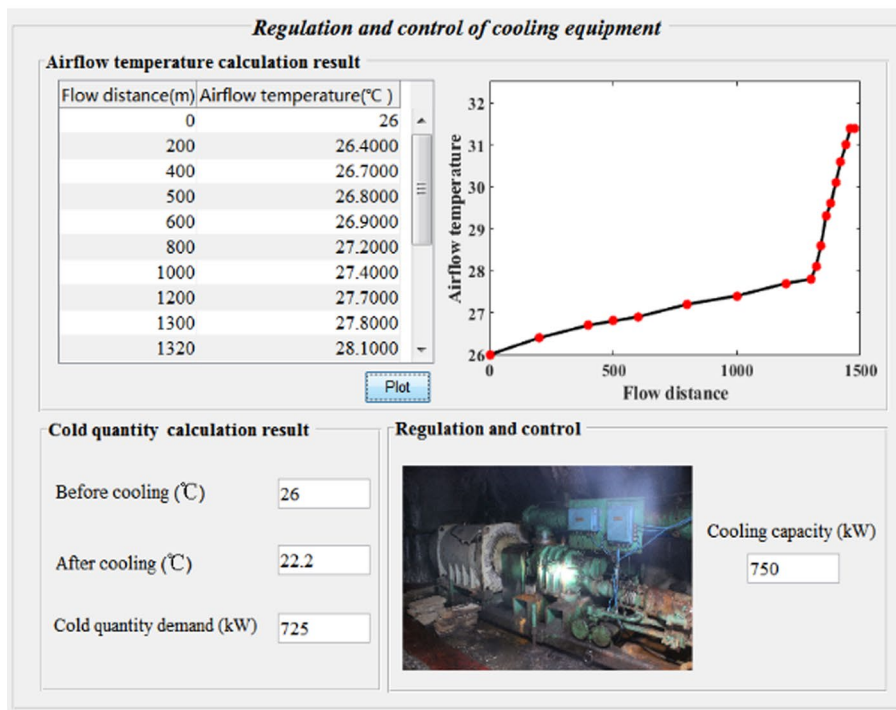 Regulation and control of cooling equipment
Airflow temperature calculation result
Flow distance(m) Airflow temperature(℃ )
0 26
200 26.4000
400 26.7000
500 26.8000
600 26.9000
800 27.2000
1000 27.4000
1200 27.7000
1300 27.8000
1320 28.1000
Plot
Airflow temperature
32
31
30
29
28
27
26
0 500 1000 1500
Flow distance
Cold quantity calculation result
Before cooling (℃) 26
After cooling (℃) 22.2
Cold quantity demand (kW) 725
Regulation and control
Cooling capacity (kW)
750